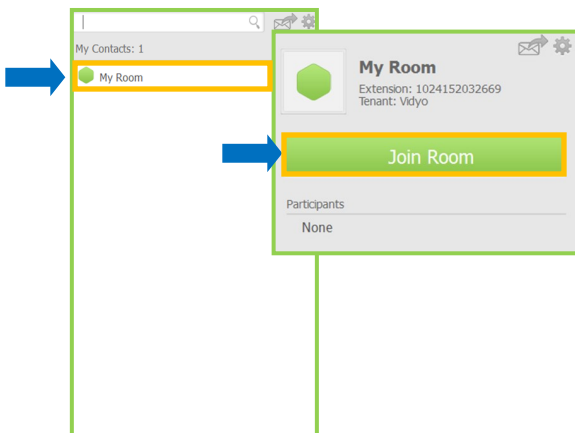 My Contacts: 1
My Room
My Room
Extension: 1024152032669
Tenant: Vidyo
Join Room
Participants
None